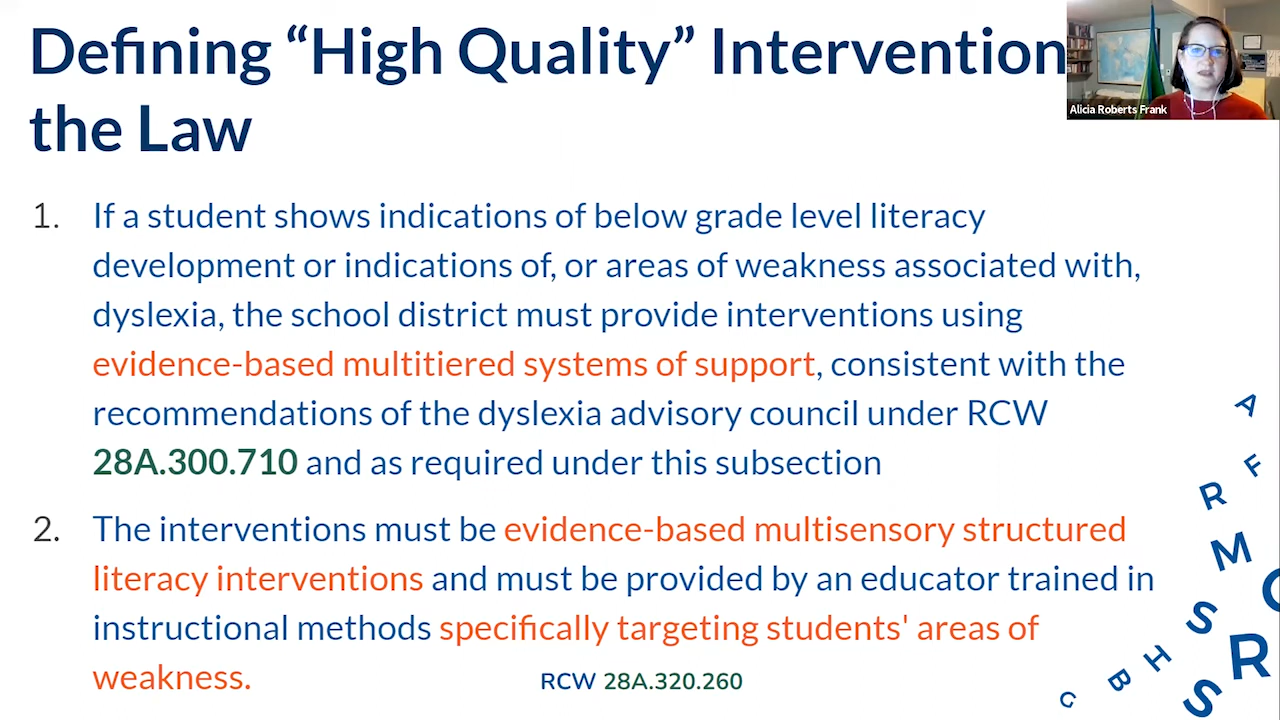 Defining “High Quality” Intervention
the Law
Alicia Roberts Frank
1. If a student shows indications of below grade level literacy
development or indications of, or areas of weakness associated with,
dyslexia, the school district must provide interventions using
evidence-based multitiered systems of support, consistent with the
recommendations of the dyslexia advisory council under RCW
28A.300.710 and as required under this subsection
2. The interventions must be evidence-based multisensory structured
literacy interventions and must be provided by an educator trained in
instructional methods specifically targeting students' areas of
weakness.
RCW 28A.320.260
A
F
R
M
S
R
H
B
S
G